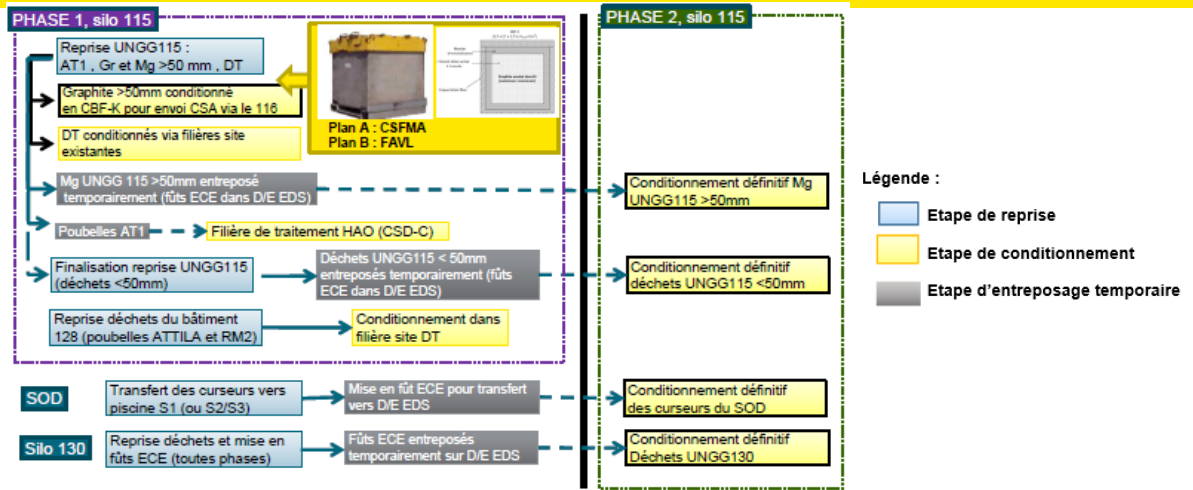 PHASE 1, silo 115
PHASE 2, silo 115
Reprise UNGG115 :
AT1 , Gr et Mg >50 mm , DT
Graphite >50mm conditionné
en CBF-K pour envoi CSA via le 116
DT conditionnés via filières site
existantes
Plan A : CSFMA
Plan B : FAVL
Mg UNGG 115 >50mm entreposé
temporairement (fûts ECE dans D/E EDS)
Conditionnement définitif Mg
UNGG115 >50mm
Poubelles AT1
Filière de traitement HAO (CSD-C)
Finalisation reprise UNGG115
(déchets <50mm)
Déchets UNGG115 < 50mm
entreposés temporairement (fûts
ECE dans D/E EDS)
Conditionnement définitif
déchets UNGG115 <50mm
Reprise déchets du bâtiment
128 (poubelles ATTILA et RM2)
Conditionnement dans
filière site DT
SOD
Transfert des curseurs vers
piscine S1 (ou S2/S3)
Mise en fût ECE pour transfert
vers D/E EDS
Conditionnement définitif
des curseurs du SOD
Silo 130
Reprise déchets et mise en
fûts ECE (toutes phases)
Fûts ECE entreposés
temporairement sur D/E EDS
Conditionnement définitif
Déchets UNGG130
Légende :
Etape de reprise
Etape de conditionnement
Etape d'entreposage temporaire